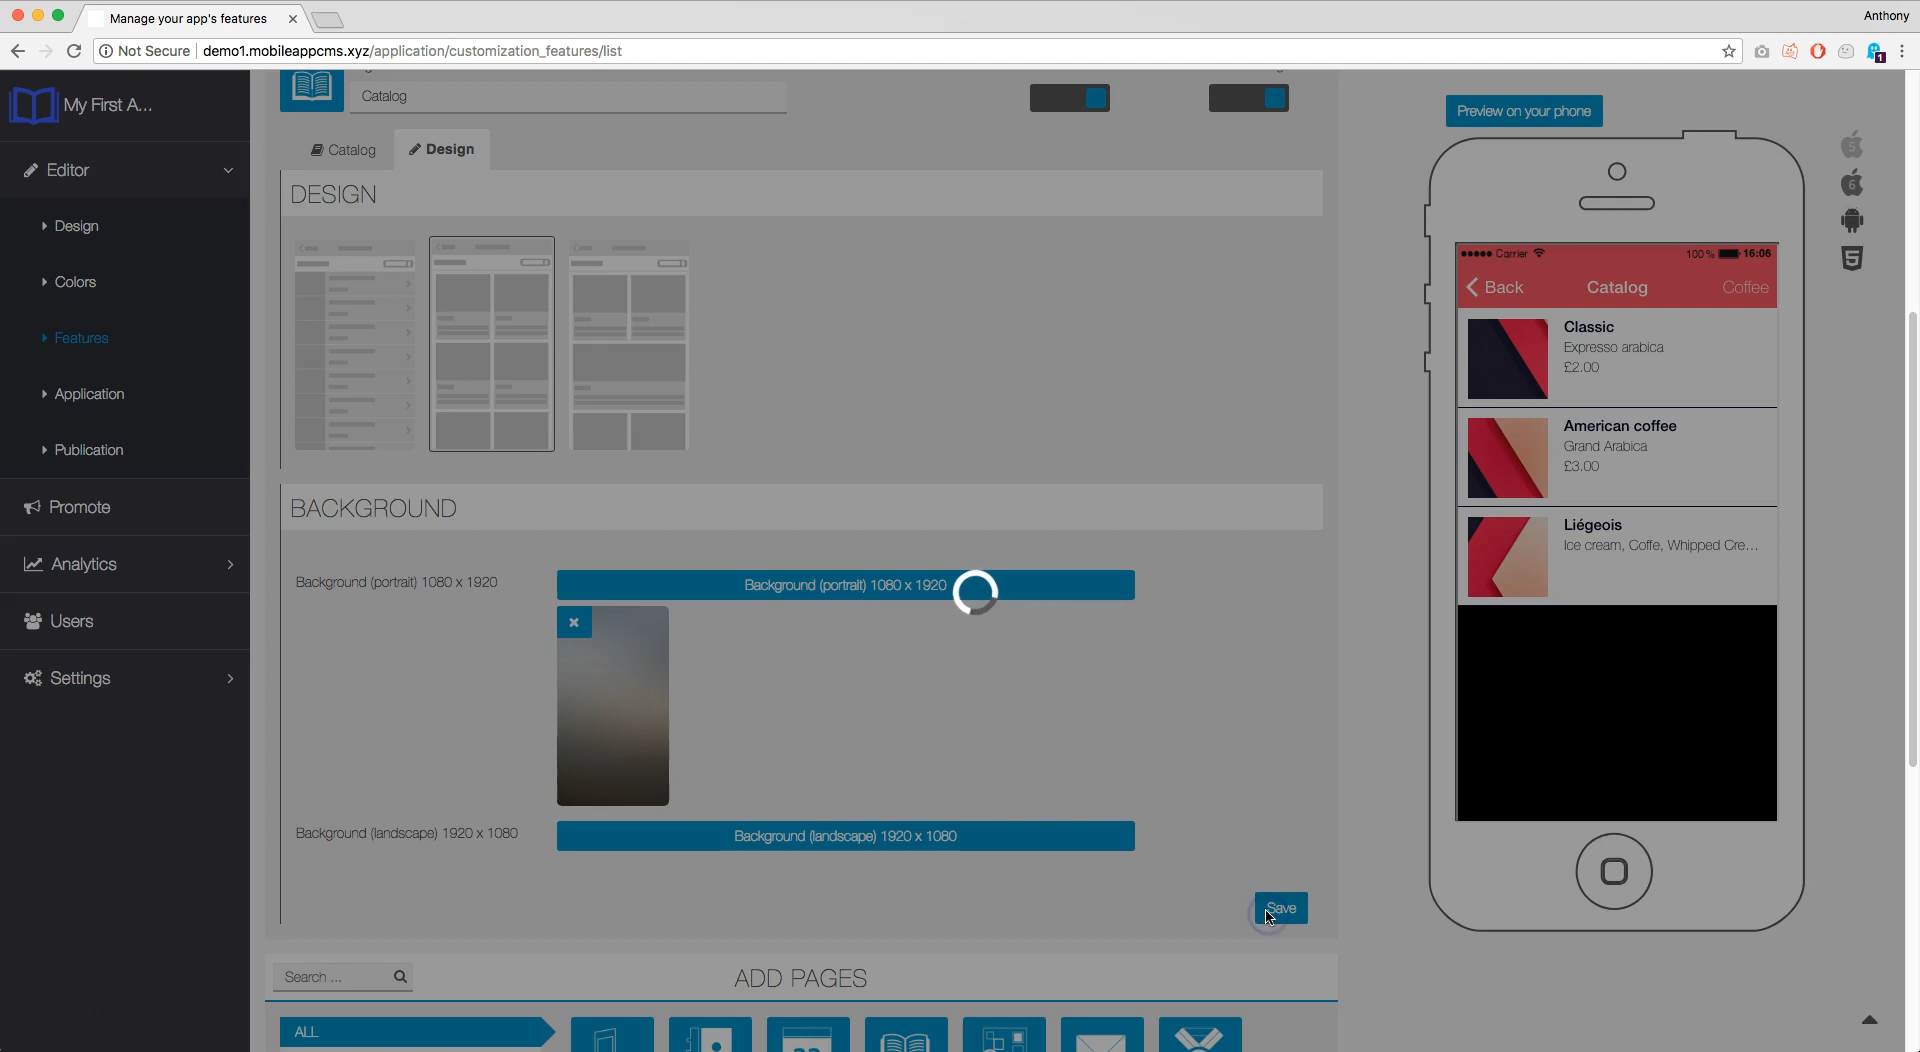 Manage your app's features
Anthony
Not Secure
demo1.mobileappcms.xyz/application/customization_features/list
1
My First A...
Editor
Design
Colors
Features
Application
Publication
Promote
Analytics
Users
Settings
Catalog
Catalog
Design
DESIGN
BACKGROUND
Background (portrait) 1080 x 1920
Background (portrait) 1080 x 1920
Background (landscape) 1920 x 1080
Background (landscape) 1920 x 1080
Save
Search ...
ADD PAGES
ALL
Preview on your phone
5
6
5
Carrier
100%
16:06
Back
Catalog
Coffee
Classic
Expresso arabica
£2.00
American coffee
Grand Arabica
£3.00
Liégeois
Ice cream, Coffe, Whipped Cre...